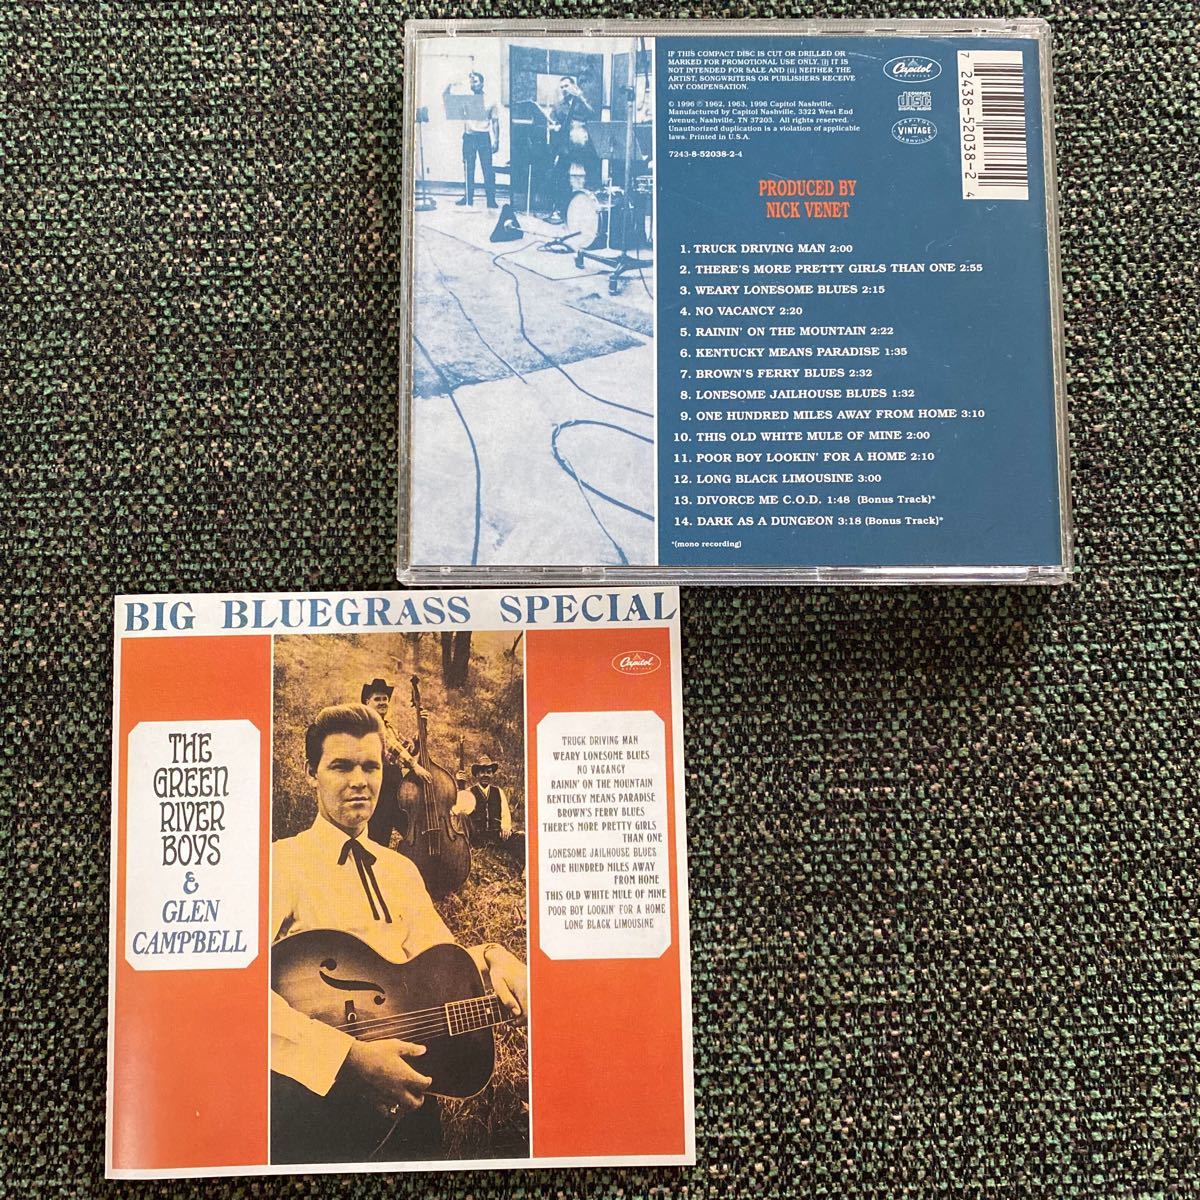 IF THIS COMPACT DISC IS CUT OR DRILLED OR
MARKED FOR PROMOTIONAL USE ONLY, (i) IT IS
NOT INTENDED FOR SALE AND (ii) NEITHER THE
ARTIST, SONGWRITERS OR PUBLISHERS RECEIVE
ANY COMPENSATION.
© 1996 ℗ 1962, 1963, 1996 Capitol Nashville.
Manufactured by Capitol Nashville, 3322 West End
Avenue, Nashville, TN 37203. All rights reserved.
Unauthorized duplication is a violation of applicable
laws. Printed in U.S.A.
7243-8-52038-2-4
Capitol
NASHVILLE
COMPACT
disc
DIGITAL AUDIO
CAPITOL
VINTAGE
NASHVILLE
7 2438-52038-2 4
PRODUCED BY
NICK VENET
1. TRUCK DRIVING MAN 2:00
2. THERE'S MORE PRETTY GIRLS THAN ONE 2:55
3. WEARY LONESOME BLUES 2:15
4. NO VACANCY 2:20
5. RAININ' ON THE MOUNTAIN 2:22
6. KENTUCKY MEANS PARADISE 1:35
7. BROWN'S FERRY BLUES 2:32
8. LONESOME JAILHOUSE BLUES 1:32
9. ONE HUNDRED MILES AWAY FROM HOME 3:10
10. THIS OLD WHITE MULE OF MINE 2:00
11. POOR BOY LOOKIN' FOR A HOME 2:10
12. LONG BLACK LIMOUSINE 3:00
13. DIVORCE ME C.O.D. 1:48 (Bonus Track)*
14. DARK AS A DUNGEON 3:18 (Bonus Track)*
*(mono recording)
BIG BLUEGRASS SPECIAL
Capitol
NASHVILLE
THE
GREEN
RIVER
BOYS
&
GLEN
CAMPBELL
TRUCK DRIVING MAN
WEARY LONESOME BLUES
NO VACANCY
RAININ' ON THE MOUNTAIN
KENTUCKY MEANS PARADISE
BROWN'S FERRY BLUES
THERE'S MORE PRETTY GIRLS
THAN ONE
LONESOME JAILHOUSE BLUES
ONE HUNDRED MILES AWAY
FROM HOME
THIS OLD WHITE MULE OF MINE
POOR BOY LOOKIN' FOR A HOME
LONG BLACK LIMOUSINE